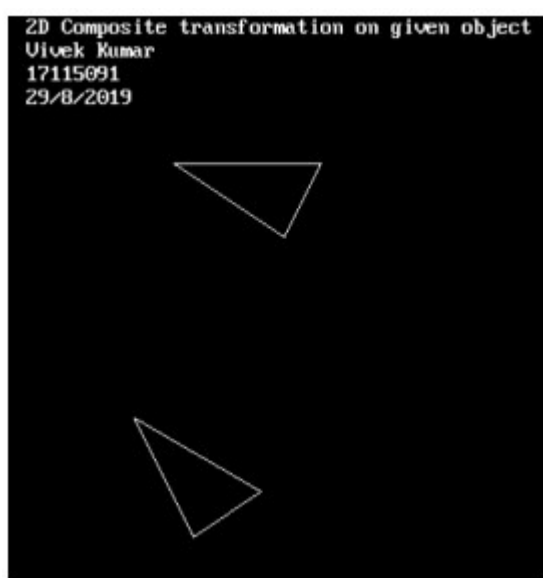 2D Composite transformation on given object
Vivek Kumar
17115091
29/8/2019